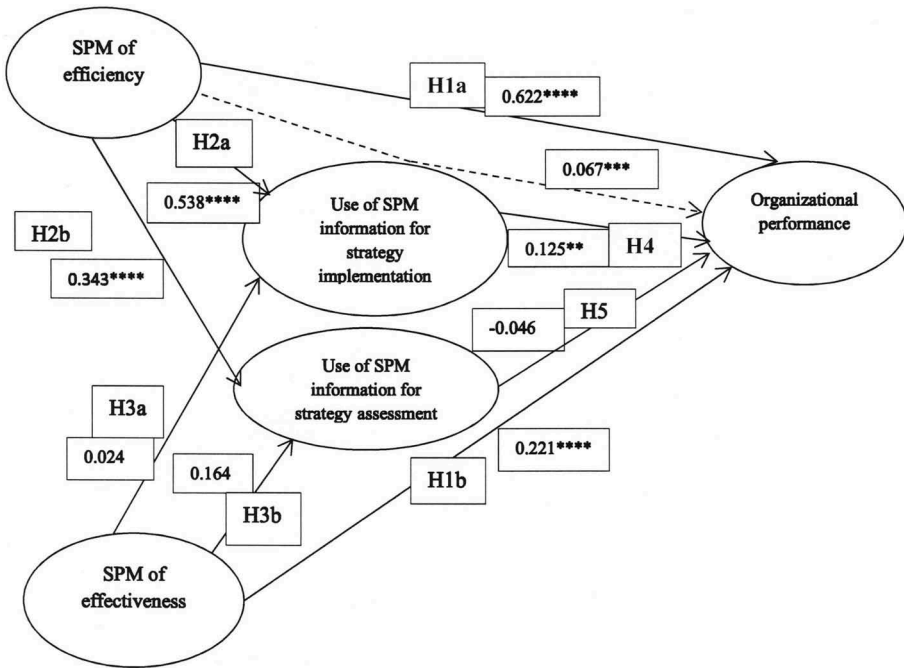 SPM of
efficiency
H1a
0.622****
H2a
0.067***
0.538****
Use of SPM
information for
strategy
implementation
Organizational
performance
H2b
0.125**
H4
0.343****
H5
-0.046
Use of SPM
information for
strategy assessment
H3a
0.024
0.164
0.221****
H1b
H3b
SPM of
effectiveness